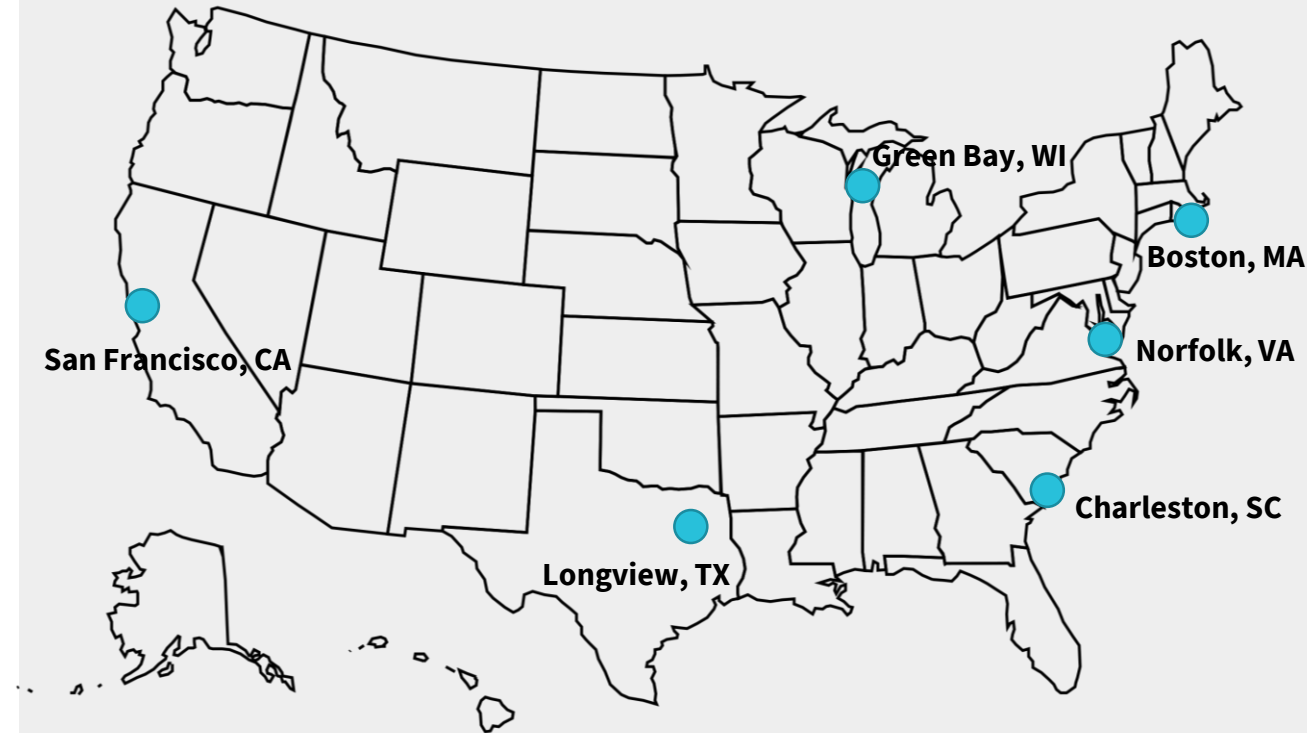 Green Bay, WI
Boston, MA
Norfolk, VA
San Francisco, CA
Charleston, SC
Longview, TX